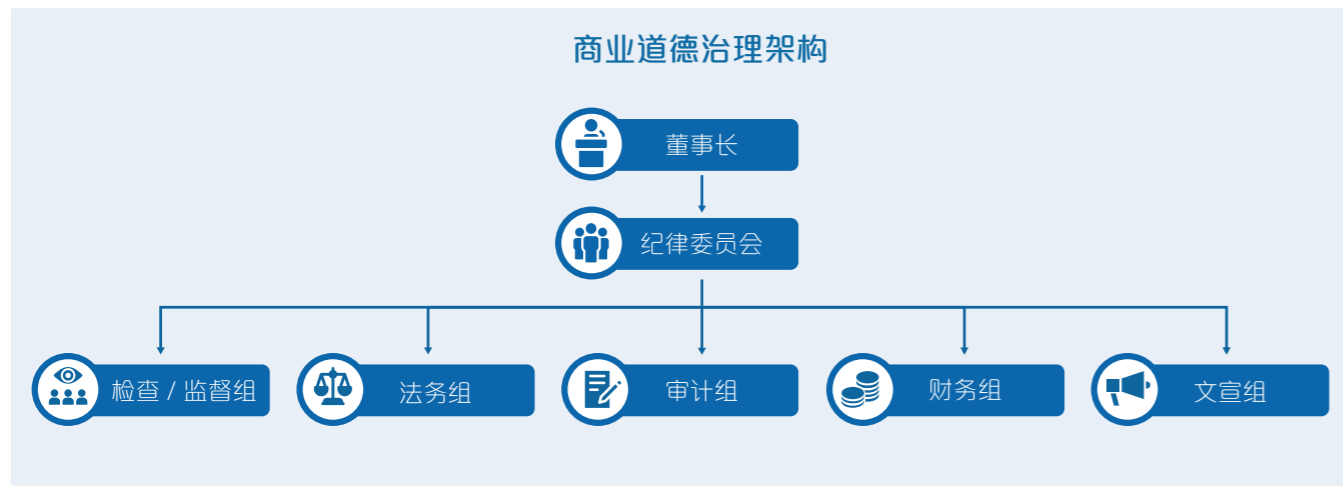 商业道德治理架构
董事长
纪律委员会
检查 / 监督组
法务组
审计组
财务组
文宣组